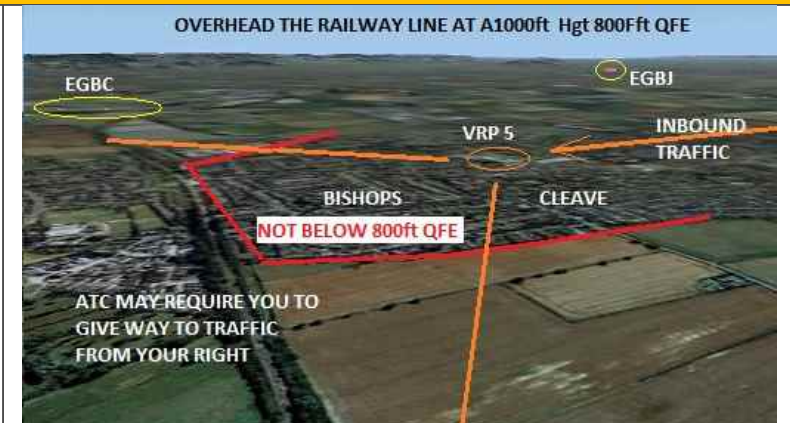 OVERHEAD THE RAILWAY LINE AT A1000ft Hgt 800Fft QFE
EGBC
EGBJ
VRP 5
INBOUND
TRAFFIC
BISHOPS
CLEAVE
NOT BELOW 800ft QFE
ATC MAY REQUIRE YOU TO
GIVE WAY TO TRAFFIC
FROM YOUR RIGHT